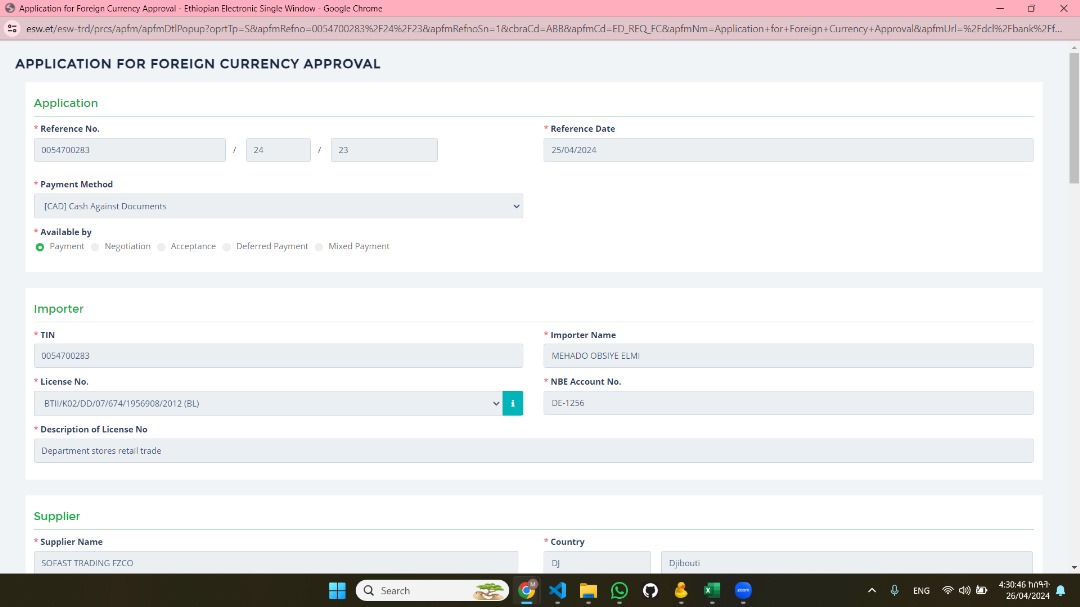 Application for Foreign Currency Approval - Ethiopian Electronic Single Window - Google Chrome
esw.et/esw-trd/prcs/apfm/apfmDtlPopup?oprtTp=S&apfmRefno=0054700283%2F24%2F23&apfmRefnoSn=1&cbraCd=ABB&apfmCd=ED_REQ_FC&apfmNm=Application+for+Foreign+Currency+Approval&apfmUrl=%2Fdcl%2Fbank%2Ff...
APPLICATION FOR FOREIGN CURRENCY APPROVAL
Application
* Reference No.
* Reference Date
0054700283 / 24 / 23
25/04/2024
* Payment Method
[CAD] Cash Against Documents
* Available by
Payment Negotiation Acceptance Deferred Payment Mixed Payment
Importer
* TIN
* Importer Name
0054700283
MEHADO OBSIYE ELMI
* License No.
* NBE Account No.
BTII/K02/DD/07/674/1956908/2012 (BL)
i
DE-1256
* Description of License No
Department stores retail trade
Supplier
* Supplier Name
* Country
SOFAST TRADING FZCO
DJ
Djibouti
Search
zoom
ENG
4:30:46 ከሰዓት
26/04/2024